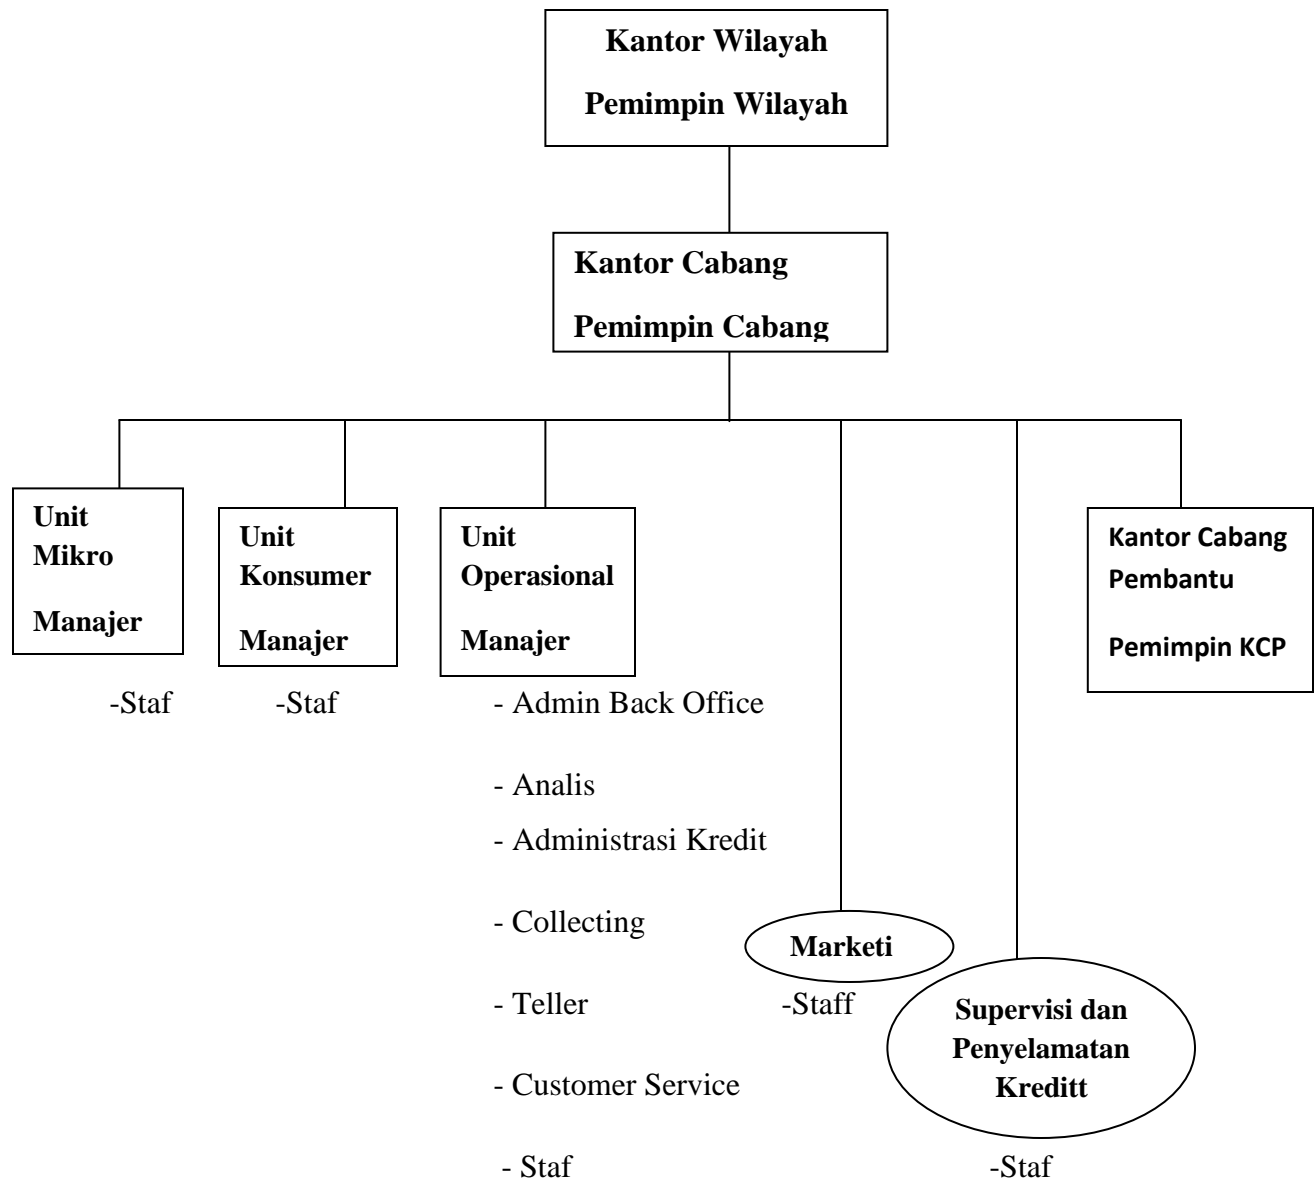 Kantor Wilayah
Pemimpin Wilayah
Kantor Cabang
Pemimpin Cabang
Unit
Mikro
Manajer
-Staf
Unit
Konsumer
Manajer
-Staf
Unit
Operasional
Manajer
- Admin Back Office
- Analis
- Administrasi Kredit
- Collecting
- Teller
- Customer Service
- Staf
Marketi
-Staff
Supervisi dan
Penyelamatan
Kreditt
-Staf
Kantor Cabang
Pembantu
Pemimpin KCP